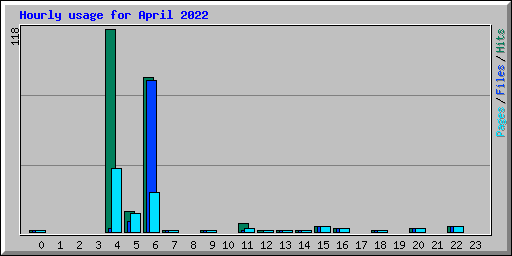 Hourly usage for April 2022
118
Pages/Files/Hits
0 1 2 3 4 5 6 7 8 9 10 11 12 13 14 15 16 17 18 19 20 21 22 23